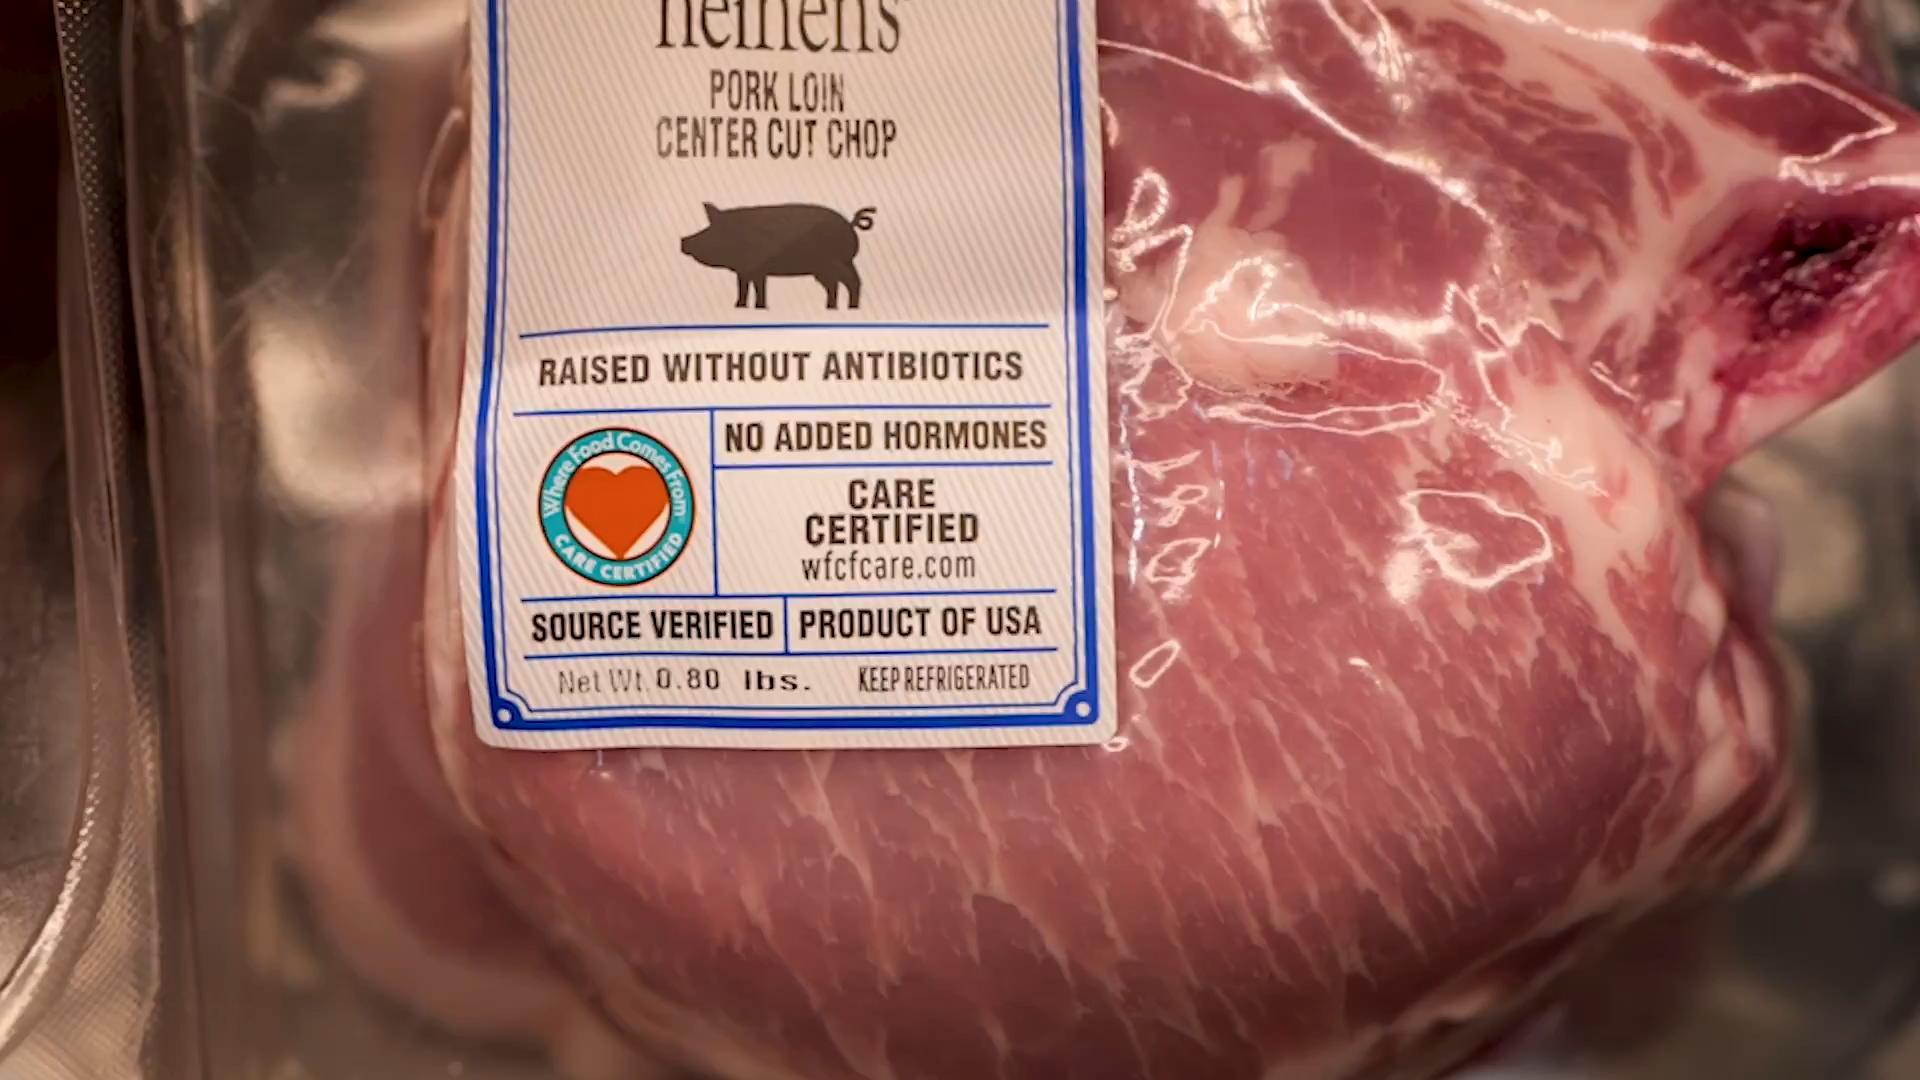 heinen's
PORK LOIN
CENTER CUT CHOP
RAISED WITHOUT ANTIBIOTICS
Where Food Comes From
CARE CERTIFIED
NO ADDED HORMONES
CARE
CERTIFIED
wfcfcare.com
SOURCE VERIFIED
PRODUCT OF USA
Net Wt. 0.80 lbs.
KEEP REFRIGERATED